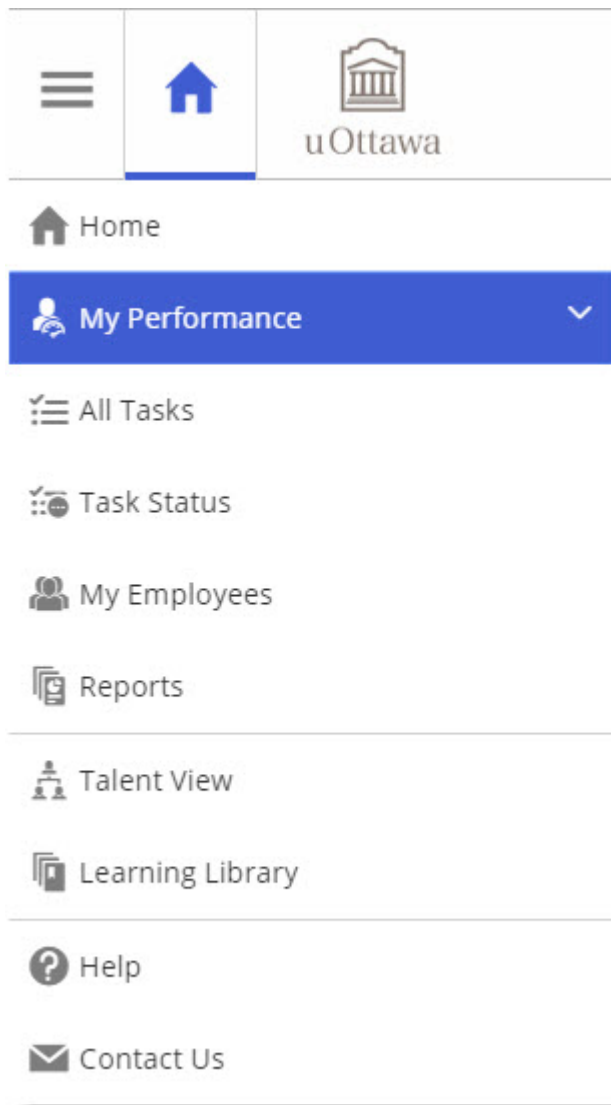 uOttawa
Home
My Performance
All Tasks
Task Status
My Employees
Reports
Talent View
Learning Library
Help
Contact Us